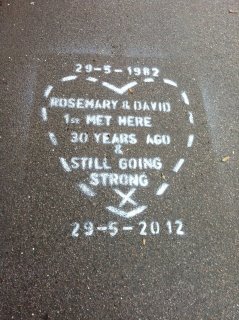 29-5-1982
ROSEMARY & DAVID
1ST MET HERE
30 YEARS AGO
&
STILL GOING
STRONG
X
29-5-2012